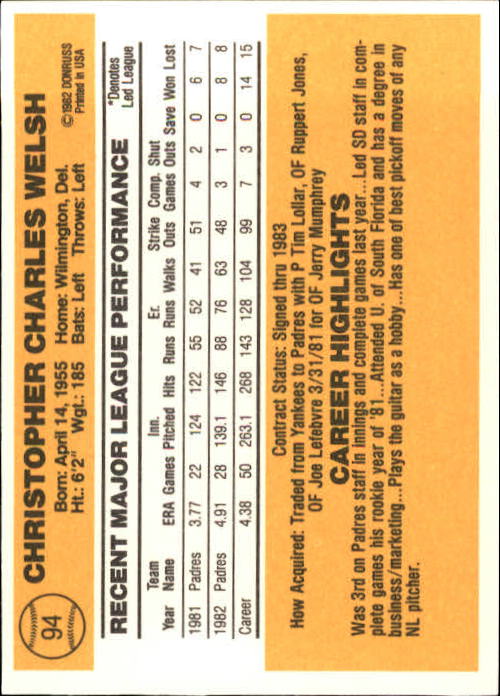 94
CHRISTOPHER CHARLES WELSH
Born: April 14, 1955 Home: Wilmington, Del.
Ht.: 6'2" Wgt.: 185 Bats: Left Throws: Left
©1982 DONRUSS
Printed in USA
RECENT MAJOR LEAGUE PERFORMANCE
*Denotes
Led League
Team Inn. Er. Strike Comp. Shut
Year Name ERA Games Pitched Hits Runs Runs Walks Outs Games Outs Save Won Lost
1981 Padres 3.77 22 124 122 55 52 41 51 4 2 0 6 7
1982 Padres 4.91 28 139.1 146 88 76 63 48 3 1 0 8 8
Career 4.38 50 263.1 268 143 128 104 99 7 3 0 14 15
Contract Status: Signed thru 1983
How Acquired: Traded from Yankees to Padres with P Tim Lollar, OF Ruppert Jones,
OF Joe Lefebvre 3/31/81 for OF Jerry Mumphrey
CAREER HIGHLIGHTS
Was 3rd on Padres staff in innings and complete games last year...Led SD staff in com-
plete games his rookie year of '81...Attended U. of South Florida and has a degree in
business/marketing...Plays the guitar as a hobby...Has one of best pickoff moves of any
NL pitcher.